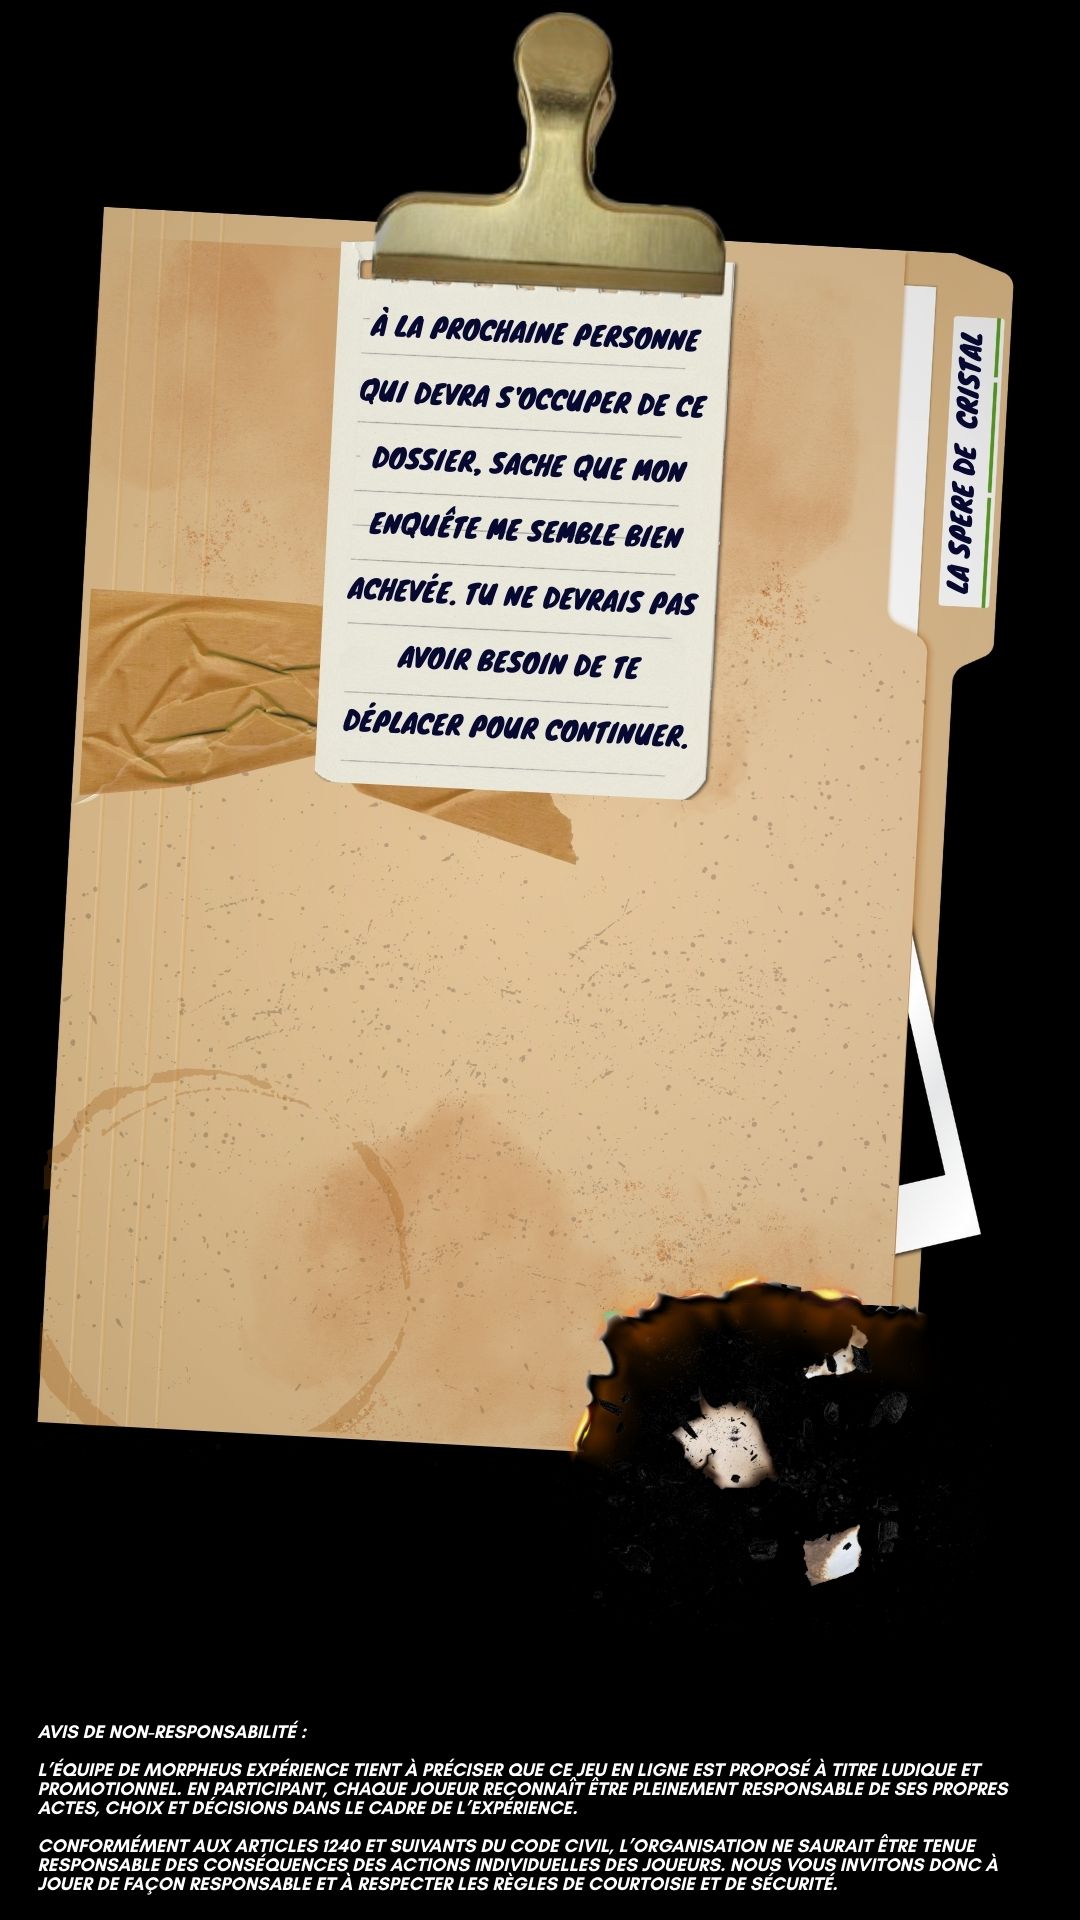 À LA PROCHAINE PERSONNE
QUI DEVRA S'OCCUPER DE CE
DOSSIER, SACHE QUE MON
ENQUÊTE ME SEMBLE BIEN
ACHEVÉE. TU NE DEVRAIS PAS
AVOIR BESOIN DE TE
DÉPLACER POUR CONTINUER.
LA SPERE DE CRISTAL
AVIS DE NON-RESPONSABILITÉ :
L'ÉQUIPE DE MORPHEUS EXPÉRIENCE TIENT À PRÉCISER QUE CE JEU EN LIGNE EST PROPOSÉ À TITRE LUDIQUE ET
PROMOTIONNEL. EN PARTICIPANT, CHAQUE JOUEUR RECONNAÎT ÊTRE PLEINEMENT RESPONSABLE DE SES PROPRES
ACTES, CHOIX ET DÉCISIONS DANS LE CADRE DE L'EXPÉRIENCE.
CONFORMÉMENT AUX ARTICLES 1240 ET SUIVANTS DU CODE CIVIL, L'ORGANISATION NE SAURAIT ÊTRE TENUE
RESPONSABLE DES CONSÉQUENCES DES ACTIONS INDIVIDUELLES DES JOUEURS. NOUS VOUS INVITONS DONC À
JOUER DE FAÇON RESPONSABLE ET À RESPECTER LES RÈGLES DE COURTOISIE ET DE SÉCURITÉ.